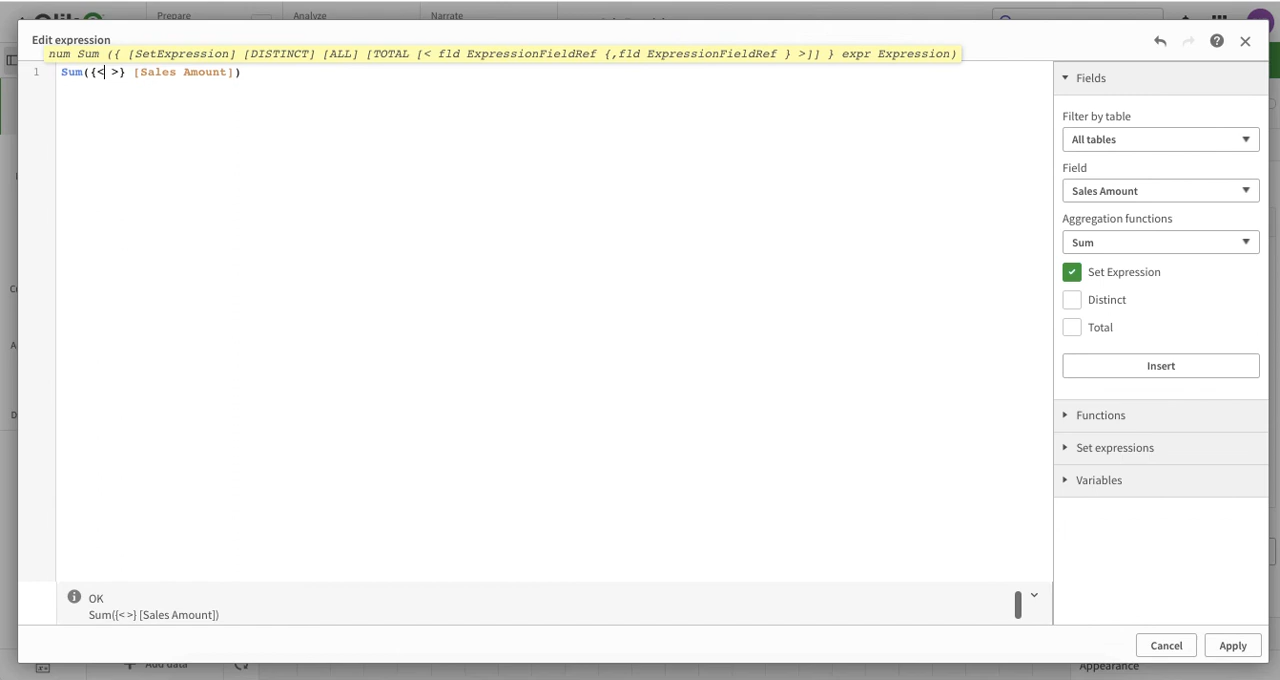 Prepare
Analyze
Narrate
Edit expression
num Sum ({ [SetExpression] [DISTINCT] [ALL] [TOTAL [< fld ExpressionFieldRef {,fld ExpressionFieldRef } >]] } expr Expression)
1 Sum({< >} [Sales Amount])
Fields
Filter by table
All tables
Field
Sales Amount
Aggregation functions
Sum
Set Expression
Distinct
Total
Insert
Functions
Set expressions
Variables
OK
Sum({< >} [Sales Amount])
Cancel
Apply
Add data
Appearance